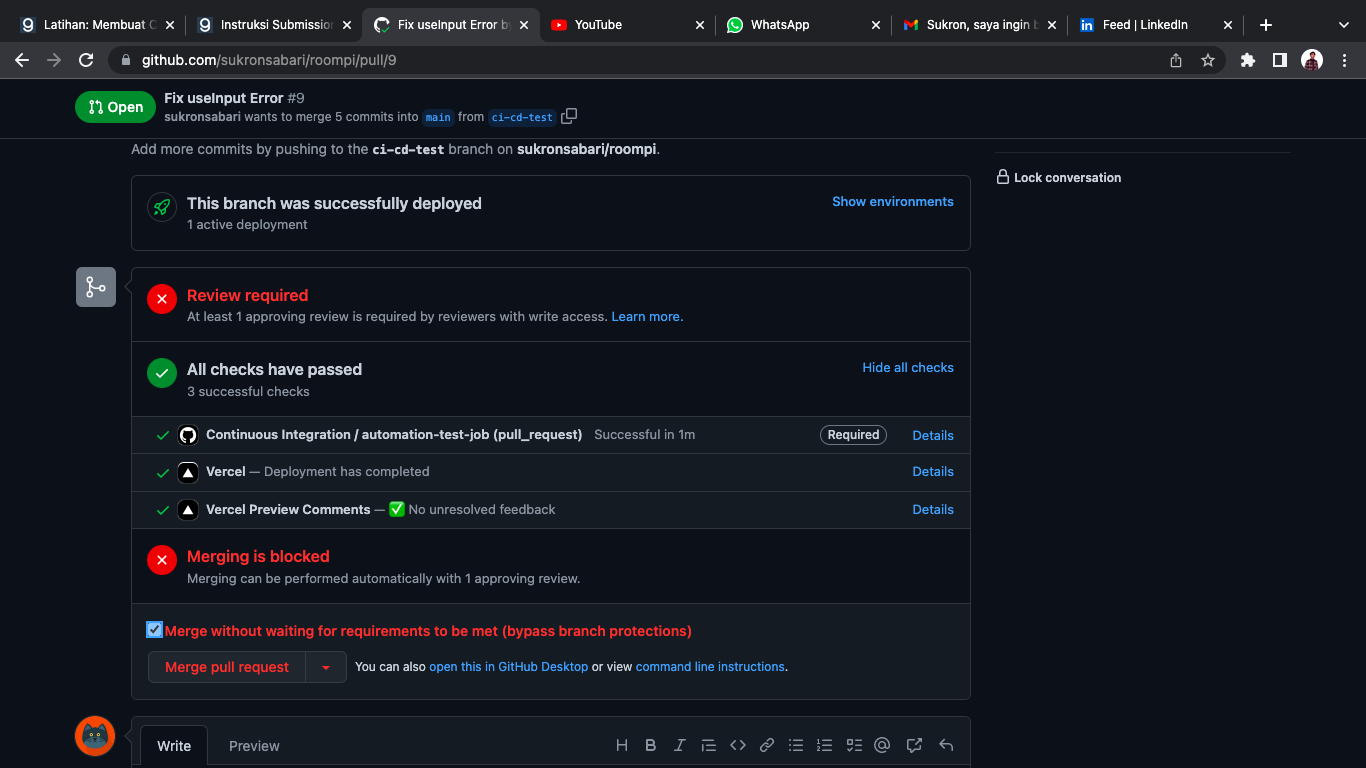 Latihan: Membuat C
Instruksi Submission
Fix useInput Error by
YouTube
WhatsApp
Sukron, saya ingin b
Feed | LinkedIn
github.com/sukronsabari/roompi/pull/9
Open
Fix useInput Error #9
sukronsabari wants to merge 5 commits into main from ci-cd-test
Add more commits by pushing to the ci-cd-test branch on sukronsabari/roompi.
Lock conversation
This branch was successfully deployed
Show environments
1 active deployment
Review required
At least 1 approving review is required by reviewers with write access. Learn more.
All checks have passed
Hide all checks
3 successful checks
Continuous Integration / automation-test-job (pull_request) Successful in 1m Required Details
Vercel — Deployment has completed Details
Vercel Preview Comments — ✅ No unresolved feedback Details
Merging is blocked
Merging can be performed automatically with 1 approving review.
Merge without waiting for requirements to be met (bypass branch protections)
Merge pull request
You can also open this in GitHub Desktop or view command line instructions.
Write
Preview